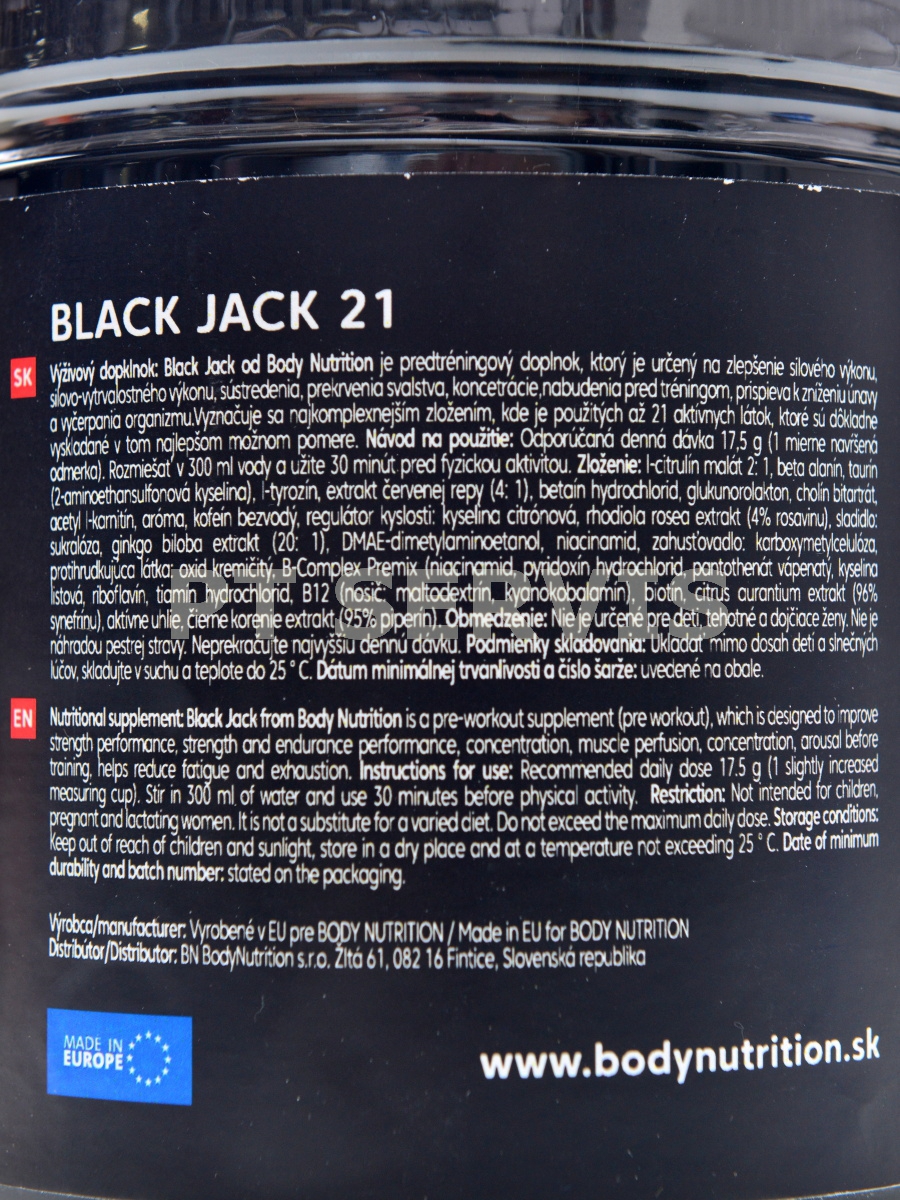 BLACK JACK 21
SK
Výživový dopklnok: Black Jack od Body Nutrition je predtréningový doplnok, ktorý je určený na zlepšenie silového výkonu,
silovo-vytrvalostného výkonu, sústredenia, prekrvenia svalstva, koncetrácie,nabudenia pred tréningom, prispieva k zníženiu únavy
a vyčerpania organizmu.Vyznačuje sa najkomplexnejším zložením, kde je použitých až 21 aktívnych látok, ktoré sú dôkladne
vyskladané v tom najlepšom možnom pomere. Návod na použitie: Odporúčaná denná dávka 17,5 g (1 mierne navŕšená
odmerka). Rozmiešať v 300 ml vody a užite 30 minút pred fyzickou aktivitou. Zloženie: l-citrulín malát 2: 1, beta alanín, taurín
(2-aminoethansulfonová kyselina), l-tyrozín, extrakt červenej repy (4: 1), betaín hydrochlorid, glukunorolakton, cholín bitartrát,
acetyl l-karnitín, aróma, kofeín bezvodý, regulátor kyslosti: kyselina citrónová, rhodiola rosea extrakt (4% rosavinu), sladidlo:
sukralóza, ginkgo biloba extrakt (20: 1), DMAE-dimetylaminoetanol, niacinamid, zahusťovadlo: karboxymetylcelulóza,
protihrudkujúca látka: oxid kremičitý, B-Complex Premix (niacinamid, pyridoxín hydrochlorid, pantothenát vápenatý, kyselina
listová, riboflavin, tiamín hydrochlorid, B12 (nosič: maltodextrín, kyanokobalamín), biotín, citrus aurantium extrakt (96%
synefrínu), aktívne uhlie, čierne korenie extrakt (95% piperín). Obmedzenie: Nie je určené pre deti, tehotné a dojčiace ženy. Nie je
náhradou pestrej stravy. Neprekračujte najvyššiu dennú dávku. Podmienky skladovania: Ukladať mimo dosah detí a slnečných
lúčov, skladujte v suchu a teplote do 25 °C. Dátum minimálnej trvanlivosti a číslo šarže: uvedené na obale.
PT SERVIS
EN
Nutritional supplement: Black Jack from Body Nutrition is a pre-workout supplement (pre workout), which is designed to improve
strength performance, strength and endurance performance, concentration, muscle perfusion, concentration, arousal before
training, helps reduce fatigue and exhaustion. Instructions for use: Recommended daily dose 17.5 g (1 slightly increased
measuring cup). Stir in 300 ml of water and use 30 minutes before physical activity. Restriction: Not intended for children,
pregnant and lactating women. It is not a substitute for a varied diet. Do not exceed the maximum daily dose. Storage conditions:
Keep out of reach of children and sunlight, store in a dry place and at a temperature not exceeding 25 °C. Date of minimum
durability and batch number: stated on the packaging.
Výrobca/manufacturer: Vyrobené v EU pre BODY NUTRITION / Made in EU for BODY NUTRITION
Distribútor/Distributor: BN BodyNutrition s.r.o. Žltá 61, 082 16 Fintice, Slovenská republika
MADE IN
EUROPE
www.bodynutrition.sk